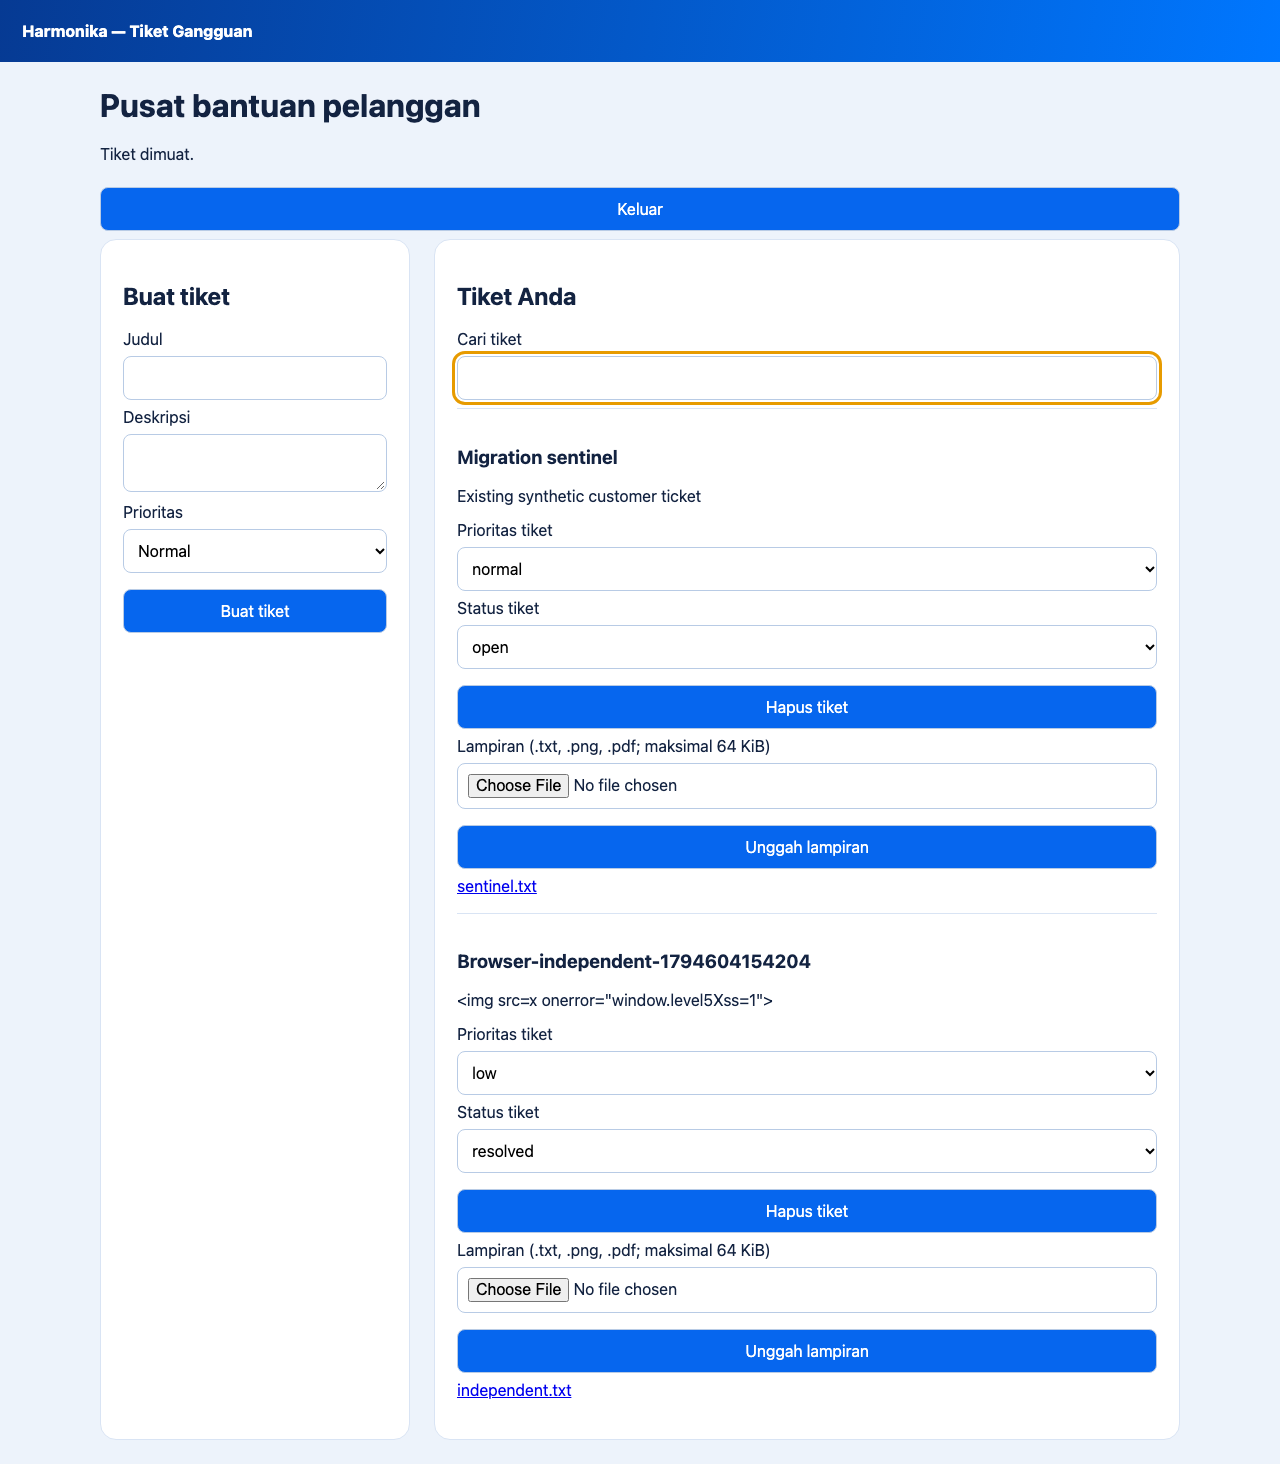 Harmonika — Tiket Gangguan
Pusat bantuan pelanggan
Tiket dimuat.
Keluar
Buat tiket
Judul
Deskripsi
Prioritas
Normal
Buat tiket
Tiket Anda
Cari tiket
Migration sentinel
Existing synthetic customer ticket
Prioritas tiket
normal
Status tiket
open
Hapus tiket
Lampiran (.txt, .png, .pdf; maksimal 64 KiB)
Choose File No file chosen
Unggah lampiran
sentinel.txt
Browser-independent-1794604154204
<img src=x onerror="window.level5Xss=1">
Prioritas tiket
low
Status tiket
resolved
Hapus tiket
Lampiran (.txt, .png, .pdf; maksimal 64 KiB)
Choose File No file chosen
Unggah lampiran
independent.txt